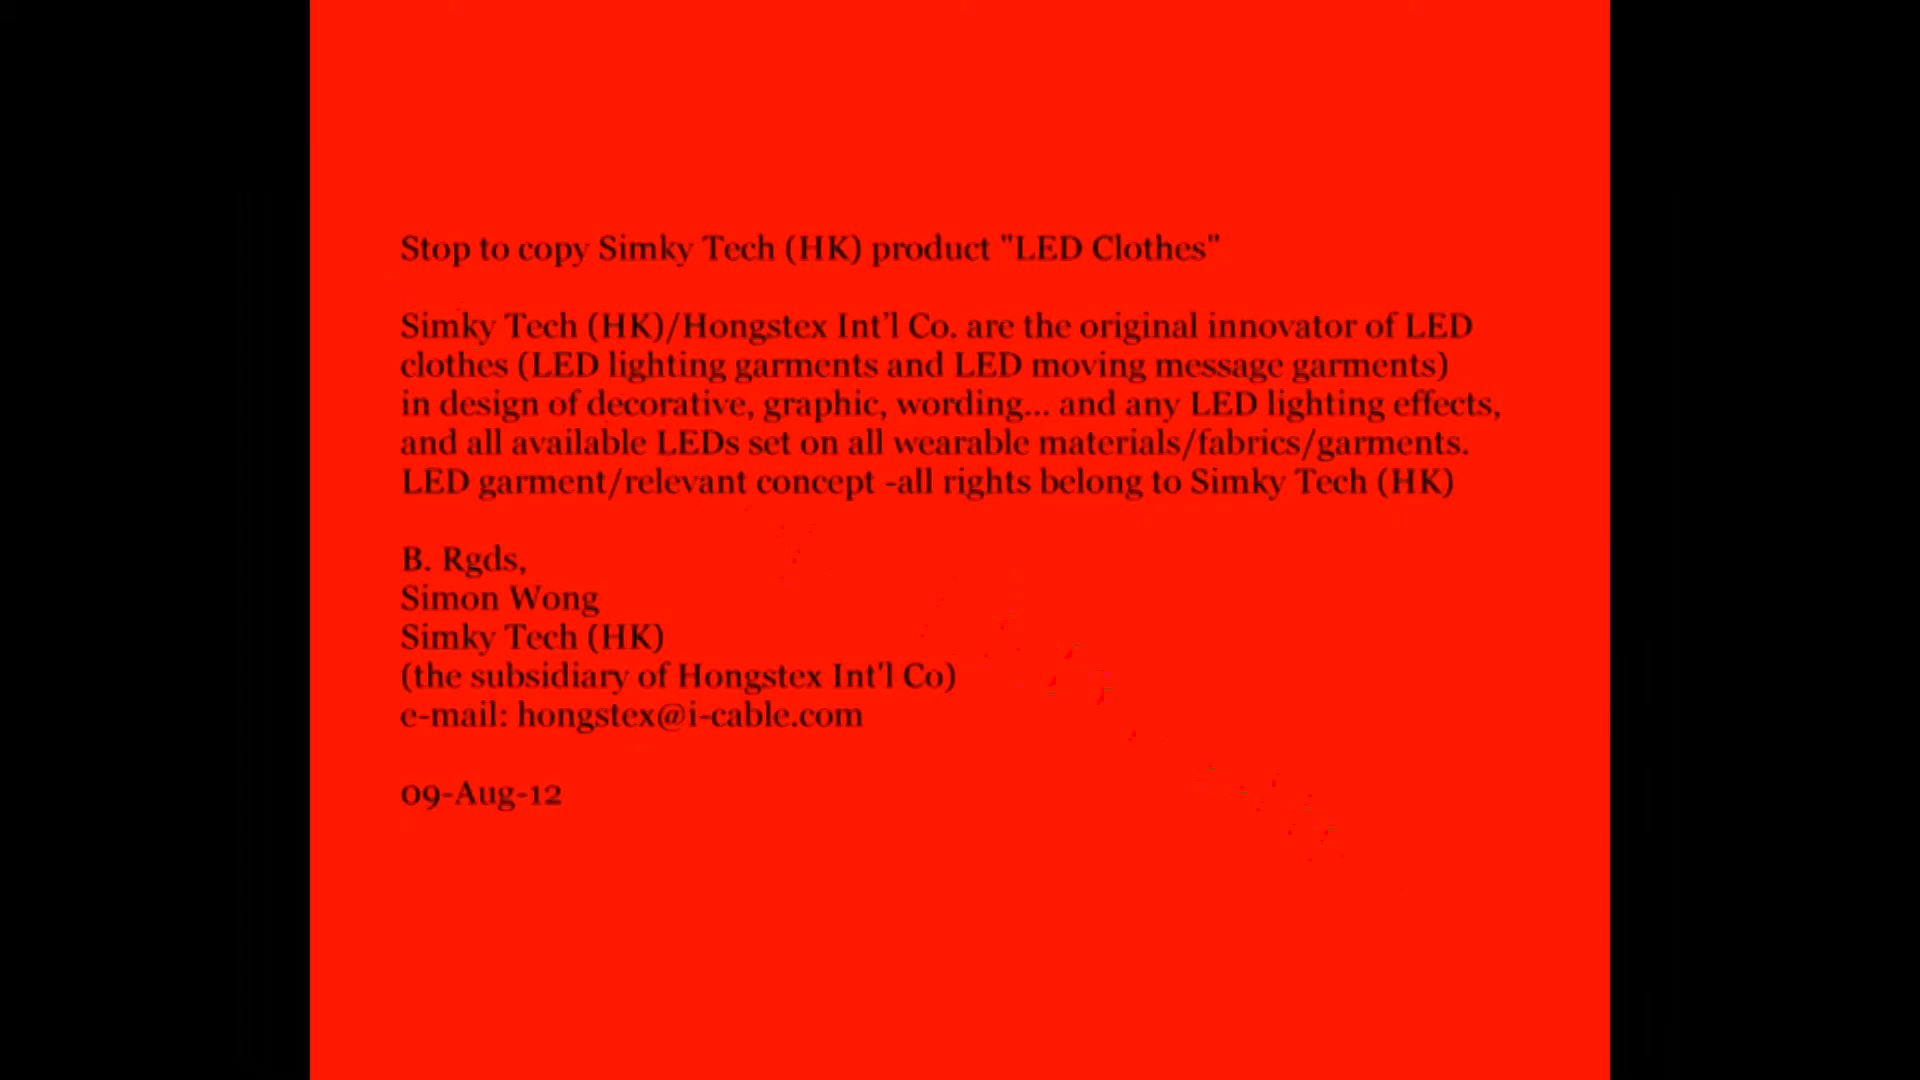 Stop to copy Simky Tech (HK) product "LED Clothes"
Simky Tech (HK)/Hongstex Int’l Co. are the original innovator of LED
clothes (LED lighting garments and LED moving message garments)
in design of decorative, graphic, wording... and any LED lighting effects,
and all available LEDs set on all wearable materials/fabrics/garments.
LED garment/relevant concept -all rights belong to Simky Tech (HK)
B. Rgds,
Simon Wong
Simky Tech (HK)
(the subsidiary of Hongstex Int'l Co)
e-mail: hongstex@i-cable.com
09-Aug-12